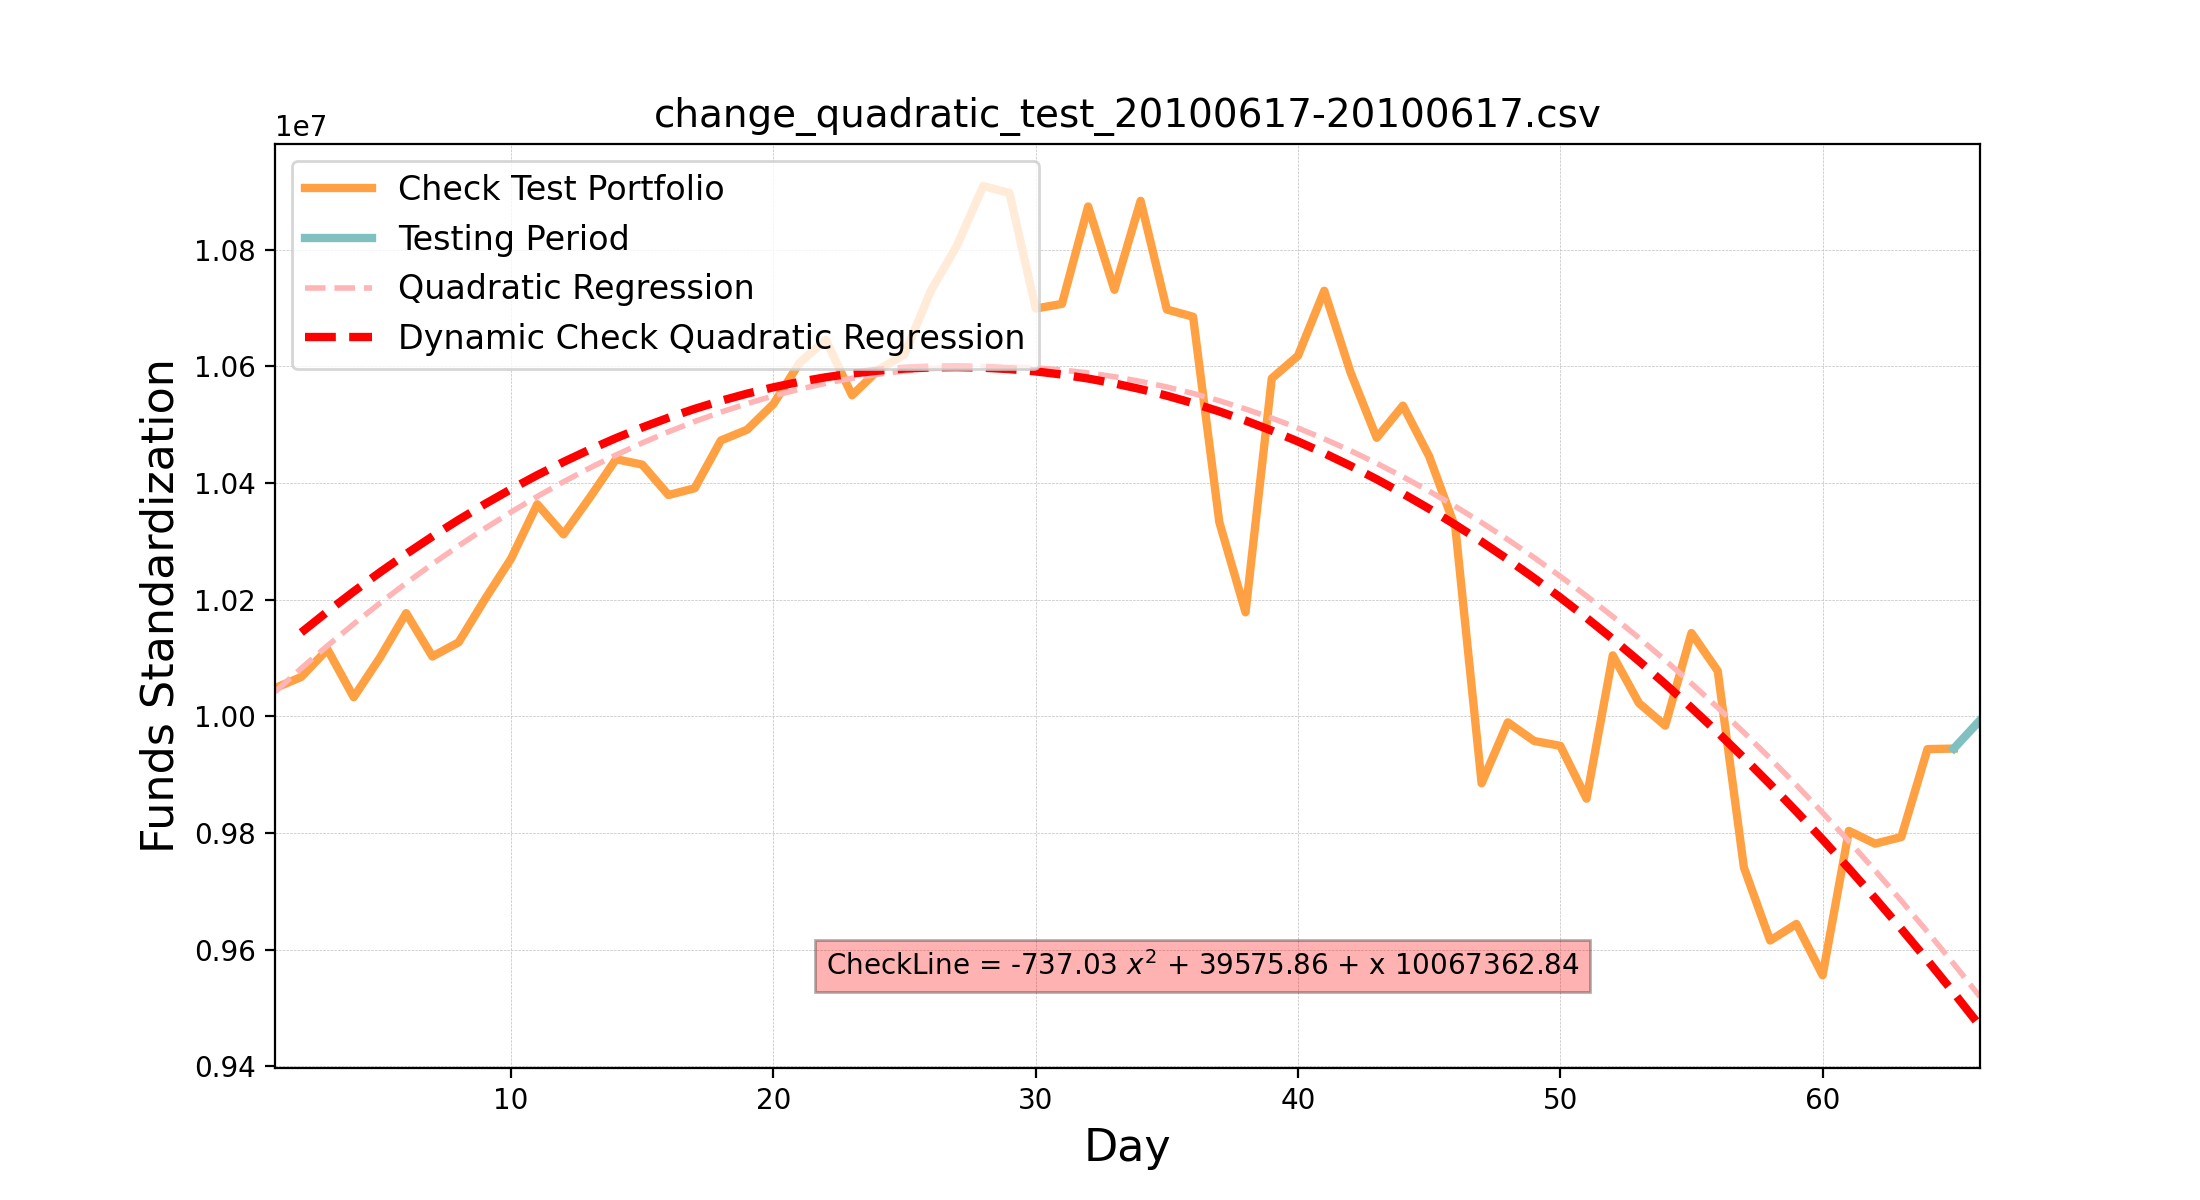 change_quadratic_test_20100617-20100617.csv
1e7
Check Test Portfolio
Testing Period
Quadratic Regression
Dynamic Check Quadratic Regression
Funds Standardization
1.08
1.06
1.04
1.02
1.00
0.98
0.96
0.94
CheckLine = -737.03 x² + 39575.86 + x 10067362.84
10 20 30 40 50 60
Day